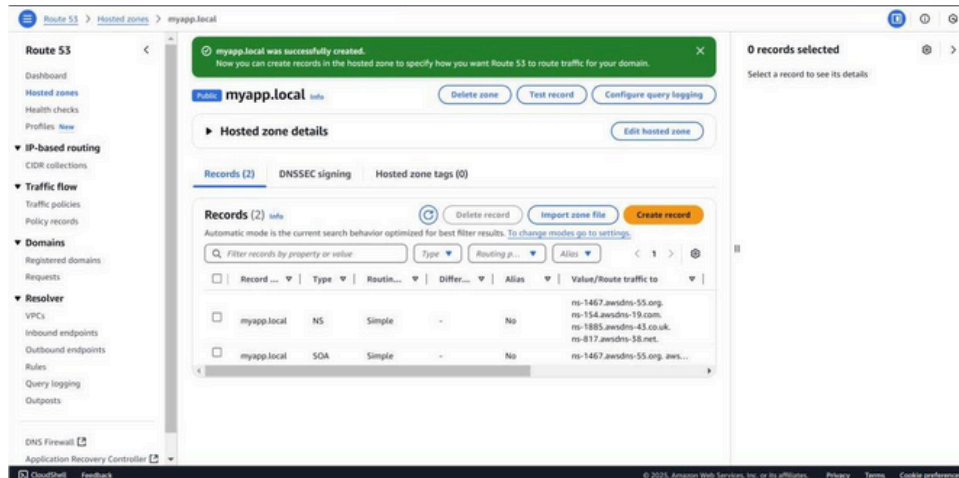 Route 53 > Hosted zones > myapp.local
Route 53
Dashboard
Hosted zones
Health checks
Profiles New
IP-based routing
CIDR collections
Traffic flow
Traffic policies
Policy records
Domains
Registered domains
Requests
Resolver
VPCs
Inbound endpoints
Outbound endpoints
Rules
Query logging
Outposts
DNS Firewall
Application Recovery Controller
myapp.local was successfully created.
Now you can create records in the hosted zone to specify how you want Route 53 to route traffic for your domain.
Public myapp.local Info
Delete zone Test record Configure query logging
Hosted zone details
Edit hosted zone
Records (2) DNSSEC signing Hosted zone tags (0)
Records (2) Info
Delete record Import zone file Create record
Automatic mode is the current search behavior optimized for best filter results. To change modes go to settings.
Filter records by property or value Type Routing p... Alias < 1 >
Record ... Type Routin... Differ... Alias Value/Route traffic to
myapp.local NS Simple - No
ns-1467.awsdns-55.org.
ns-154.awsdns-19.com.
ns-1885.awsdns-43.co.uk.
ns-817.awsdns-38.net.
myapp.local SOA Simple - No ns-1467.awsdns-55.org. aws...
0 records selected
Select a record to see its details
CloudShell Feedback
© 2025, Amazon Web Services, Inc. or its affiliates. Privacy Terms Cookie preferences